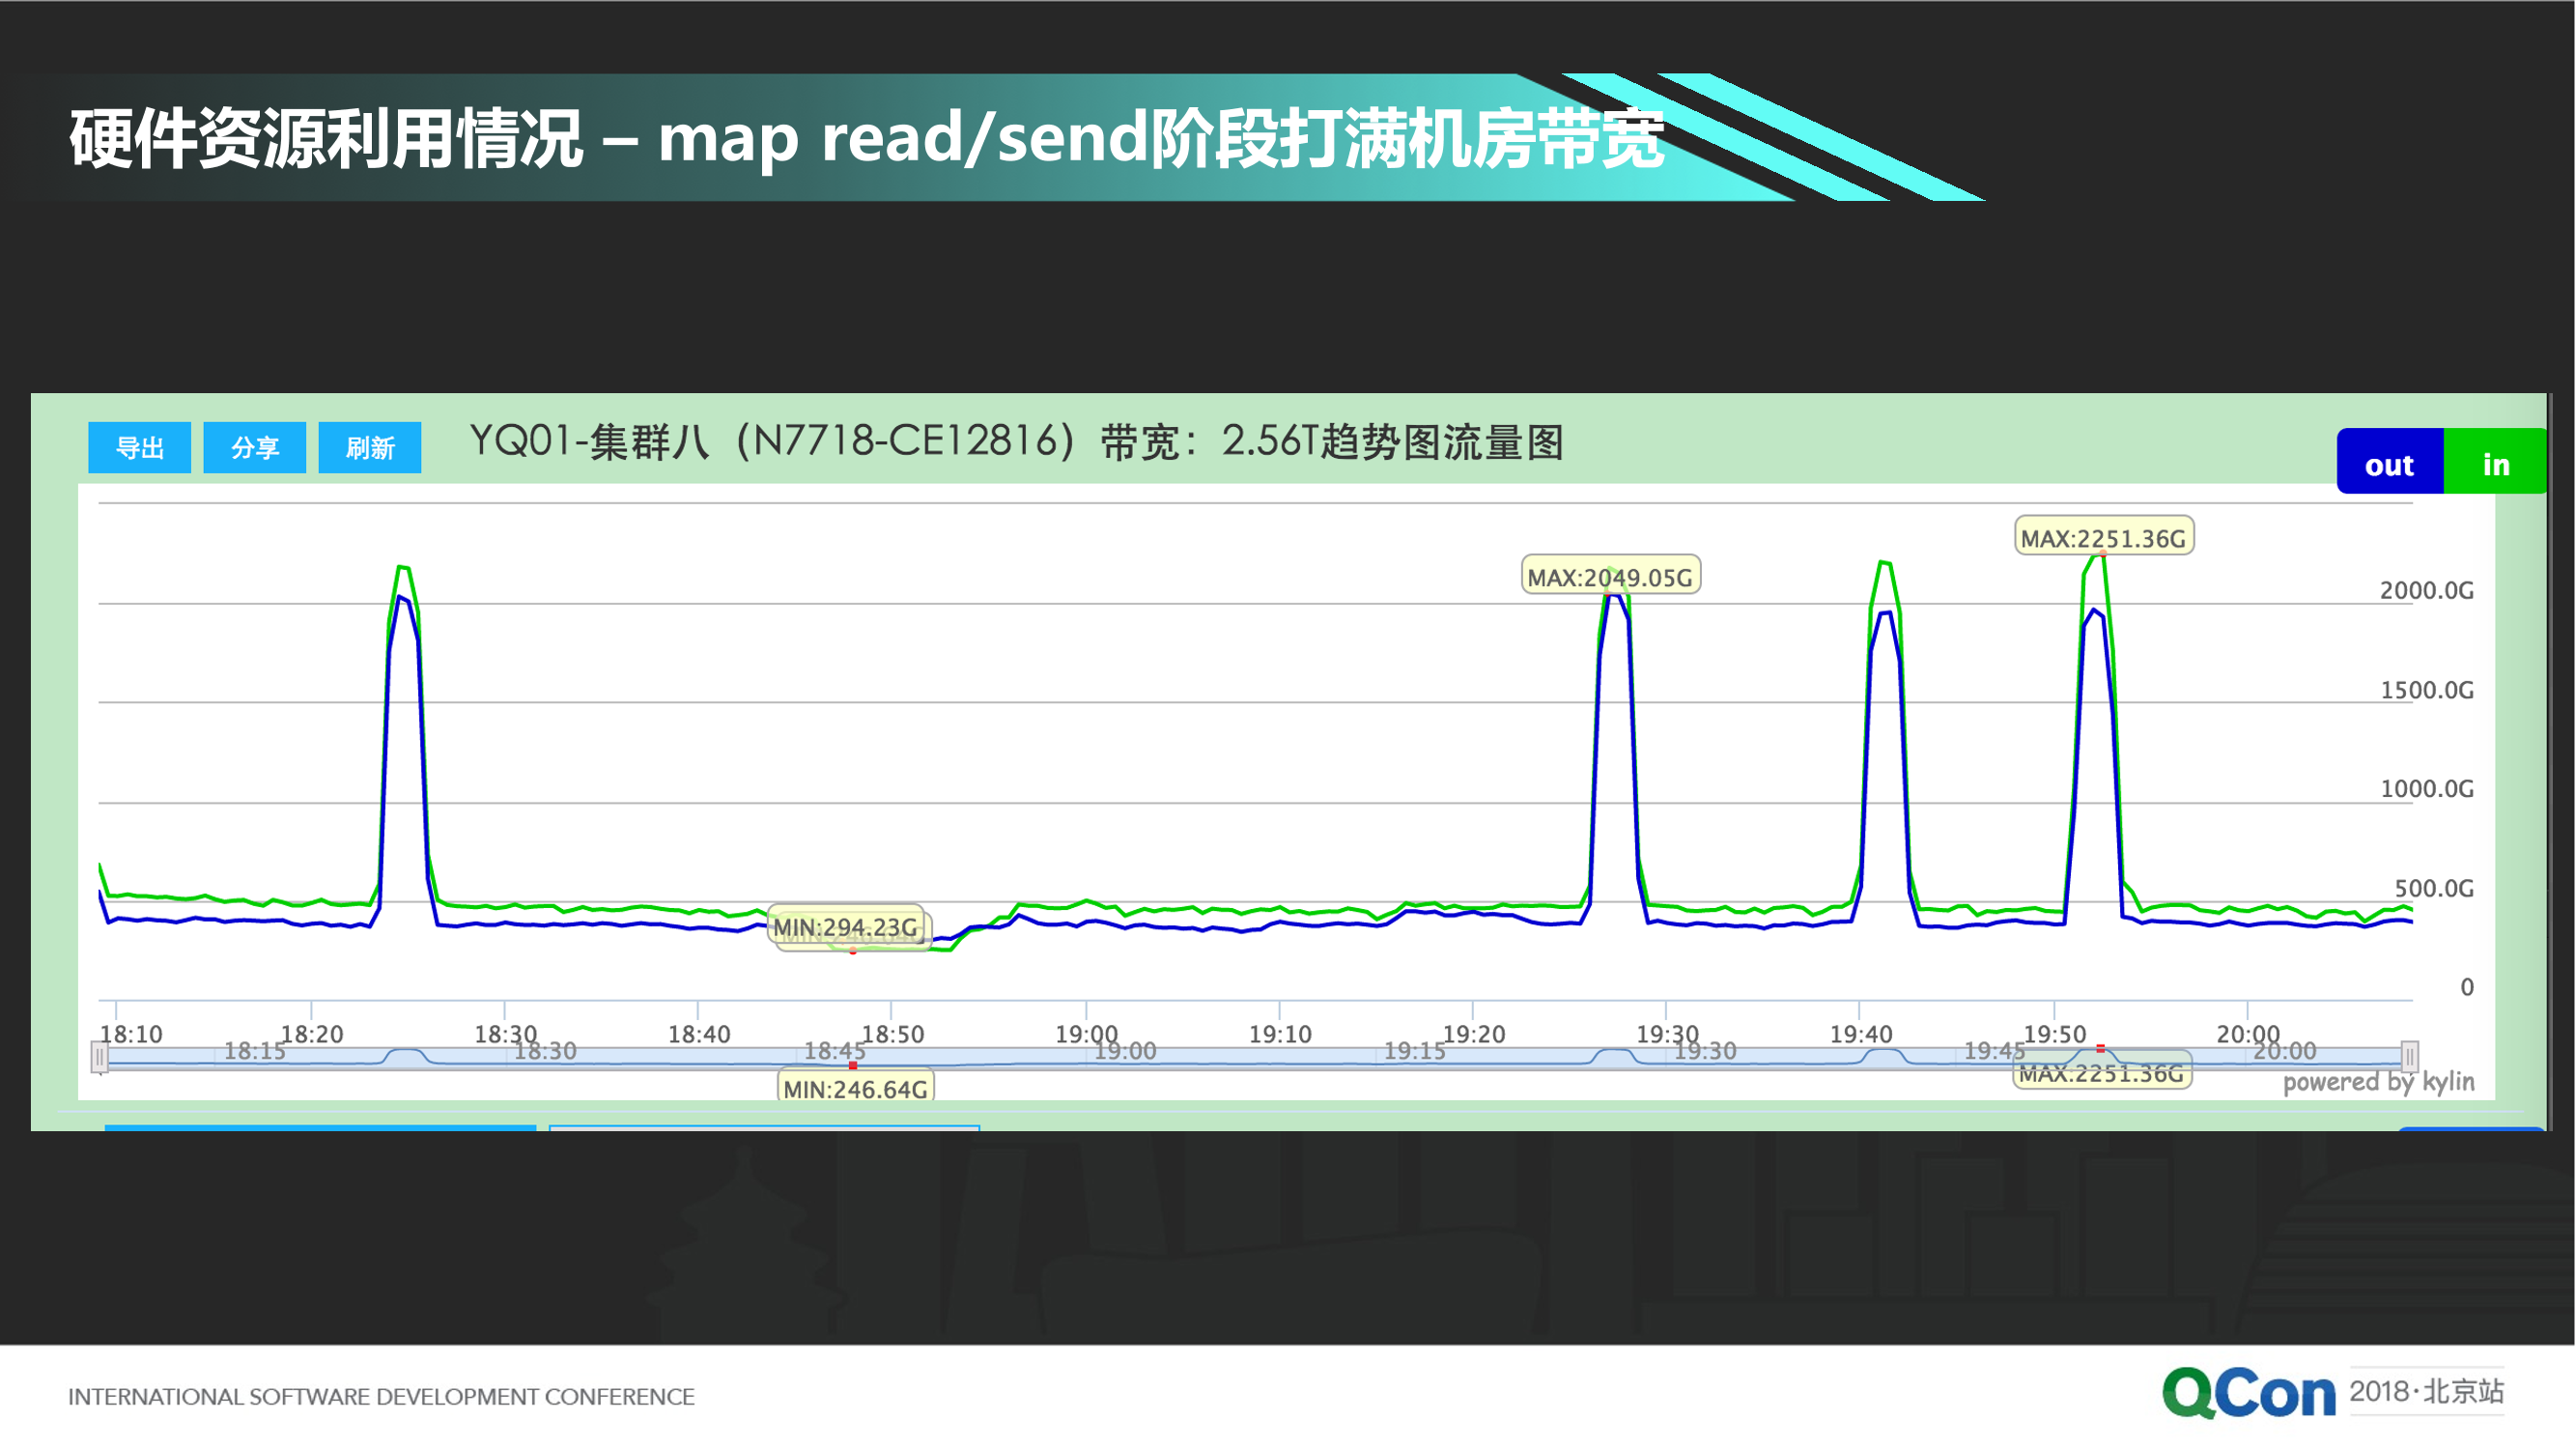 硬件资源利用情况 – map read/send阶段打满机房带宽
导出 分享 刷新 YQ01-集群八（N7718-CE12816）带宽：2.56T趋势图流量图
out in
MAX:2251.36G
MAX:2049.05G
2000.0G
1500.0G
1000.0G
500.0G
MIN:294.23G
0
18:10 18:20 18:30 18:40 18:50 19:00 19:10 19:20 19:30 19:40 19:50 20:00
18:15 18:30 18:45 19:00 19:15 19:30 19:45 20:00
MIN:246.64G MAX:2251.36G
powered by kylin
INTERNATIONAL SOFTWARE DEVELOPMENT CONFERENCE
QCon 2018·北京站